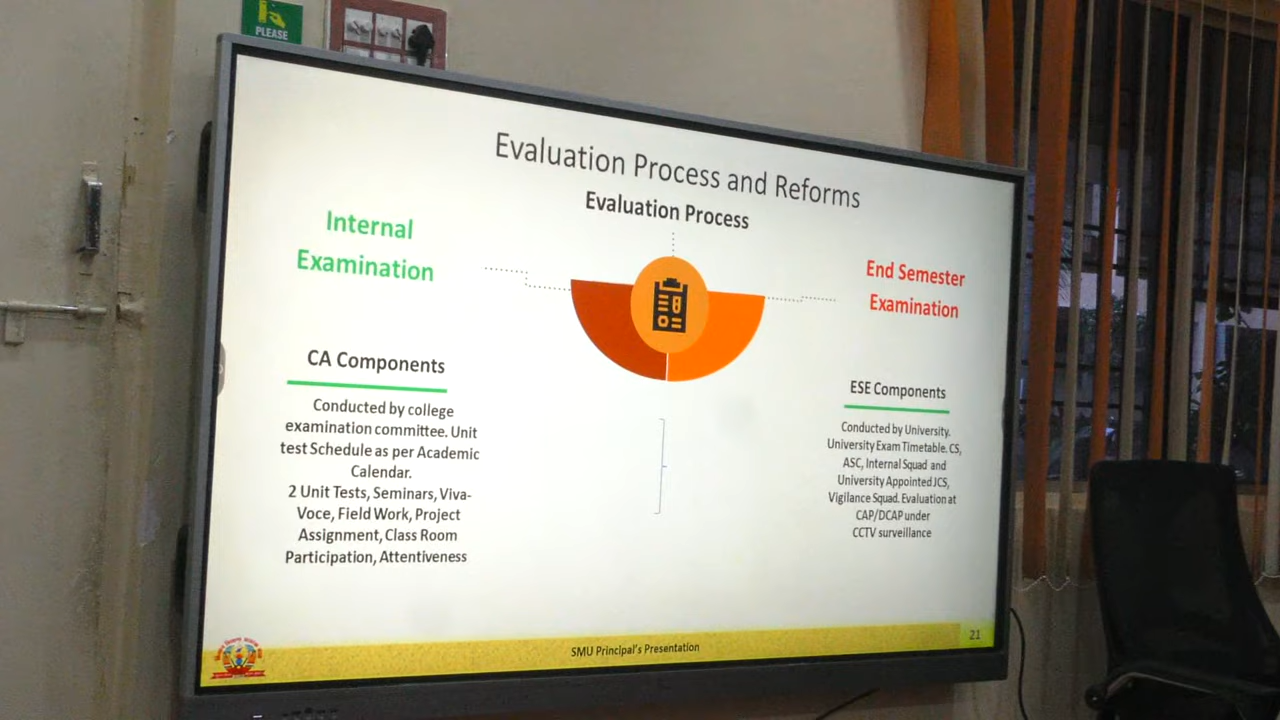 PLEASE
Evaluation Process and Reforms
Evaluation Process
Internal
Examination
End Semester
Examination
CA Components
Conducted by college
examination committee. Unit
test Schedule as per Academic
Calendar.
2 Unit Tests, Seminars, Viva-
Voce, Field Work, Project
Assignment, Class Room
Participation, Attentiveness
ESE Components
Conducted by University.
University Exam Timetable. CS,
ASC, Internal Squad and
University Appointed JCS,
Vigilance Squad. Evaluation at
CAP/DCAP under
CCTV surveillance
SMU Principal's Presentation
21